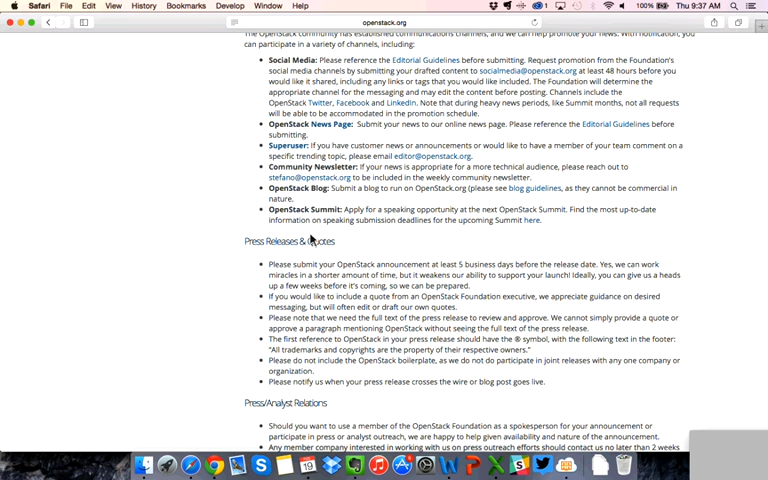 Safari File Edit View History Bookmarks Develop Window Help 1 100% Thu 9:37 AM
openstack.org
The OpenStack community has established communications channels, and we can help promote your news. With notification, you
can participate in a variety of channels, including:
Social Media: Please reference the Editorial Guidelines before submitting. Request promotion from the Foundation's
social media channels by submitting your drafted content to socialmedia@openstack.org at least 48 hours before you
would like it shared, including any links or tags that you would like included. The Foundation will determine the
appropriate channel for the messaging and may edit the content before posting. Channels include the
OpenStack Twitter, Facebook and LinkedIn. Note that during heavy news periods, like Summit months, not all requests
will be able to be accommodated in the promotion schedule.
OpenStack News Page: Submit your news to our online news page. Please reference the Editorial Guidelines before
submitting.
Superuser: If you have customer news or announcements or would like to have a member of your team comment on a
specific trending topic, please email editor@openstack.org.
Community Newsletter: If your news is appropriate for a more technical audience, please reach out to
stefano@openstack.org to be included in the weekly community newsletter.
OpenStack Blog: Submit a blog to run on OpenStack.org (please see blog guidelines, as they cannot be commercial in
nature.
OpenStack Summit: Apply for a speaking opportunity at the next OpenStack Summit. Find the most up-to-date
information on speaking submission deadlines for the upcoming Summit here.
Press Releases & Quotes
Please submit your OpenStack announcement at least 5 business days before the release date. Yes, we can work
miracles in a shorter amount of time, but it weakens our ability to support your launch! Ideally, you can give us a heads
up a few weeks before it's coming, so we can be prepared.
If you would like to include a quote from an OpenStack Foundation executive, we appreciate guidance on desired
messaging, but will often edit or draft our own quotes.
Please note that we need the full text of the press release to review and approve. We cannot simply provide a quote or
approve a paragraph mentioning OpenStack without seeing the full text of the press release.
The first reference to OpenStack in your press release should have the ® symbol, with the following text in the footer:
"All trademarks and copyrights are the property of their respective owners."
Please do not include the OpenStack boilerplate, as we do not do participate in joint releases with any one company or
organization.
Please notify us when your press release crosses the wire or blog post goes live.
Press/Analyst Relations
Should you want to use a member of the OpenStack Foundation as a spokesperson for your announcement or
participate in press or analyst outreach, we are happy to help given availability and nature of the announcement.
Any member company interested in working with us on press outreach efforts should contact us no later than 2 weeks
19